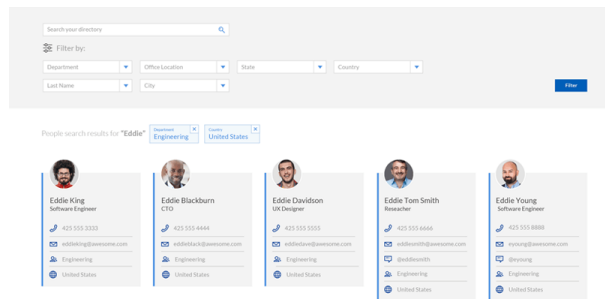 Search your directory
Filter by:
Department
Office Location
State
Country
Last Name
City
Filter
People search results for "Eddie"
Department
Engineering
Country
United States
Eddie King
Software Engineer
425 555 3333
eddieking@awesome.com
Engineering
United States
Eddie Blackburn
CTO
425 555 4444
eddieblack@awesome.com
Engineering
United States
Eddie Davidson
UX Designer
425 555 5555
eddiedave@awesome.com
Engineering
United States
Eddie Tom Smith
Reseacher
425 555 6666
eddiesmith@awesome.com
@eddiesmith
Engineering
United States
Eddie Young
Software Engineer
425 555 8888
eyoung@awesome.com
@eyoung
Engineering
United States